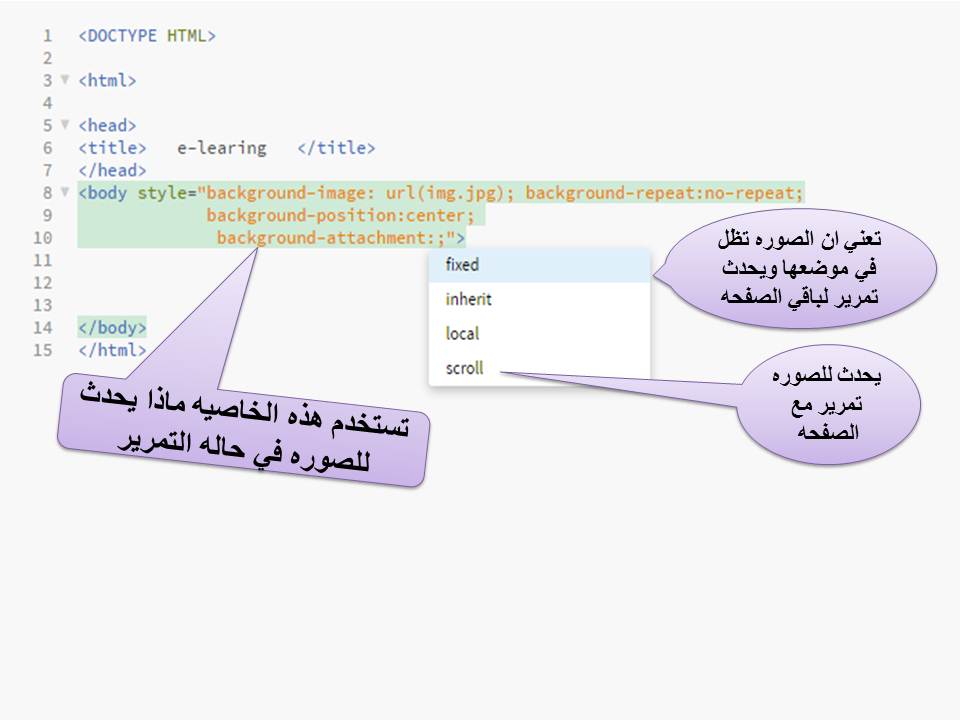 1 <DOCTYPE HTML>
2
3 <html>
4
5 <head>
6 <title> e-learing </title>
7 </head>
8 <body style="background-image: url(img.jpg); background-repeat:no-repeat;
9 background-position:center;
10 background-attachment:;">
11
12
13
14 </body>
15 </html>
fixed
inherit
local
scroll
تعني ان الصوره تظل
في موضعها ويحدث
تمرير لباقي الصفحه
يحدث للصوره
تمرير مع
الصفحه
تستخدم هذه الخاصيه ماذا يحدث
للصوره في حاله التمرير